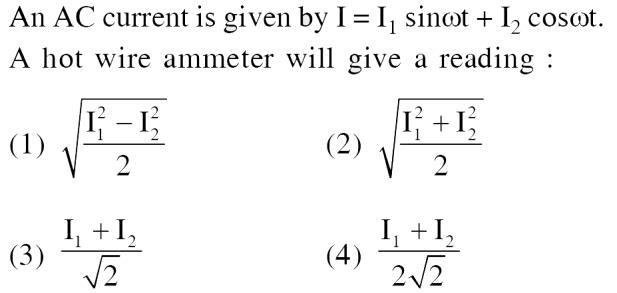 An AC current is given by I = I₁ sinωt + I₂ cosωt.
A hot wire ammeter will give a reading :
(1) √((I₁² − I₂²)/2) (2) √((I₁² + I₂²)/2)
(3) (I₁ + I₂)/√2 (4) (I₁ + I₂)/(2√2)